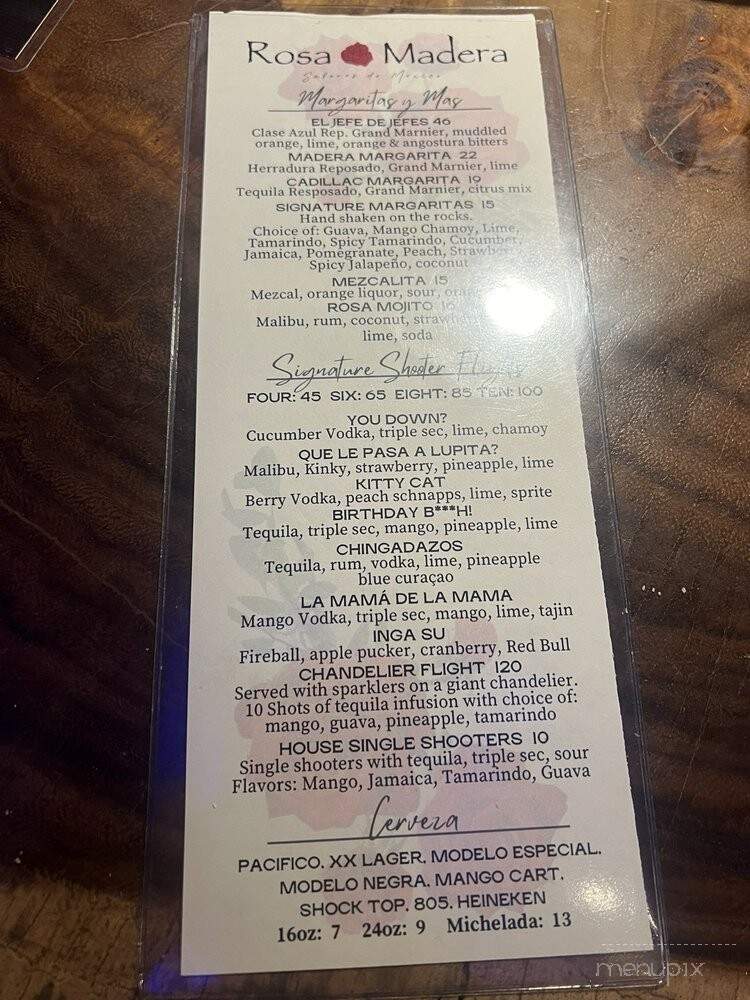 Rosa Madera
Sabores de Mexico
Margaritas y Mas
EL JEFE DE JEFES 46
Clase Azul Rep. Grand Marnier, muddled
orange, lime, orange & angostura bitters
MADERA MARGARITA 22
Herradura Reposado, Grand Marnier, lime
CADILLAC MARGARITA 19
Tequila Resposado, Grand Marnier, citrus mix
SIGNATURE MARGARITAS 15
Hand shaken on the rocks.
Choice of: Guava, Mango Chamoy, Lime,
Tamarindo, Spicy Tamarindo, Cucumber,
Jamaica, Pomegranate, Peach, Strawberry,
Spicy Jalapeño, coconut
MEZCALITA 15
Mezcal, orange liquor, sour,
ROSA MOJITO 16
Malibu, rum, coconut,
lime, soda
Signature Shooter Flights
FOUR: 45 SIX: 65 EIGHT: 85 TEN: 100
YOU DOWN?
Cucumber Vodka, triple sec, lime, chamoy
QUE LE PASA A LUPITA?
Malibu, Kinky, strawberry, pineapple, lime
KITTY CAT
Berry Vodka, peach schnapps, lime, sprite
BIRTHDAY B***H!
Tequila, triple sec, mango, pineapple, lime
CHINGADAZOS
Tequila, rum, vodka, lime, pineapple
blue curaçao
LA MAMÁ DE LA MAMA
Mango Vodka, triple sec, mango, lime, tajin
INGA SU
Fireball, apple pucker, cranberry, Red Bull
CHANDELIER FLIGHT 120
Served with sparklers on a giant chandelier.
10 Shots of tequila infusion with choice of:
mango, guava, pineapple, tamarindo
HOUSE SINGLE SHOOTERS 10
Single shooters with tequila, triple sec, sour
Flavors: Mango, Jamaica, Tamarindo, Guava
Cerveza
PACIFICO, XX LAGER, MODELO ESPECIAL,
MODELO NEGRA, MANGO CART,
SHOCK TOP, 805, HEINEKEN
16oz: 7 24oz: 9 Michelada: 13
menupix